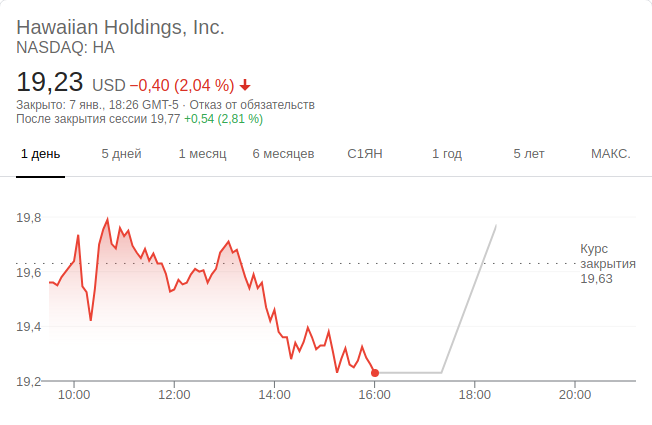 Hawaiian Holdings, Inc.
NASDAQ: HA
19,23 USD −0,40 (2,04 %)
Закрыто: 7 янв., 18:26 GMT-5 · Отказ от обязательств
После закрытия сессии 19,77 +0,54 (2,81 %)
1 день 5 дней 1 месяц 6 месяцев С1ЯН 1 год 5 лет МАКС.
19,8
19,6
19,4
19,2
Курс
закрытия
19,63
10:00 12:00 14:00 16:00 18:00 20:00